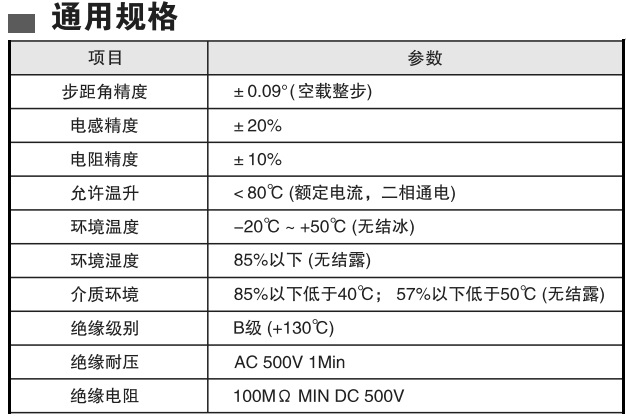 通用规格
项目 参数
步距角精度 ± 0.09° (空载整步)
电感精度 ± 20%
电阻精度 ± 10%
允许温升 < 80℃ (额定电流，二相通电)
环境温度 –20℃ ~ +50℃ (无结冰)
环境湿度 85%以下 (无结露)
介质环境 85%以下低于40℃； 57%以下低于50℃ (无结露)
绝缘级别 B级 (+130℃)
绝缘耐压 AC 500V 1Min
绝缘电阻 100MΩ MIN DC 500V